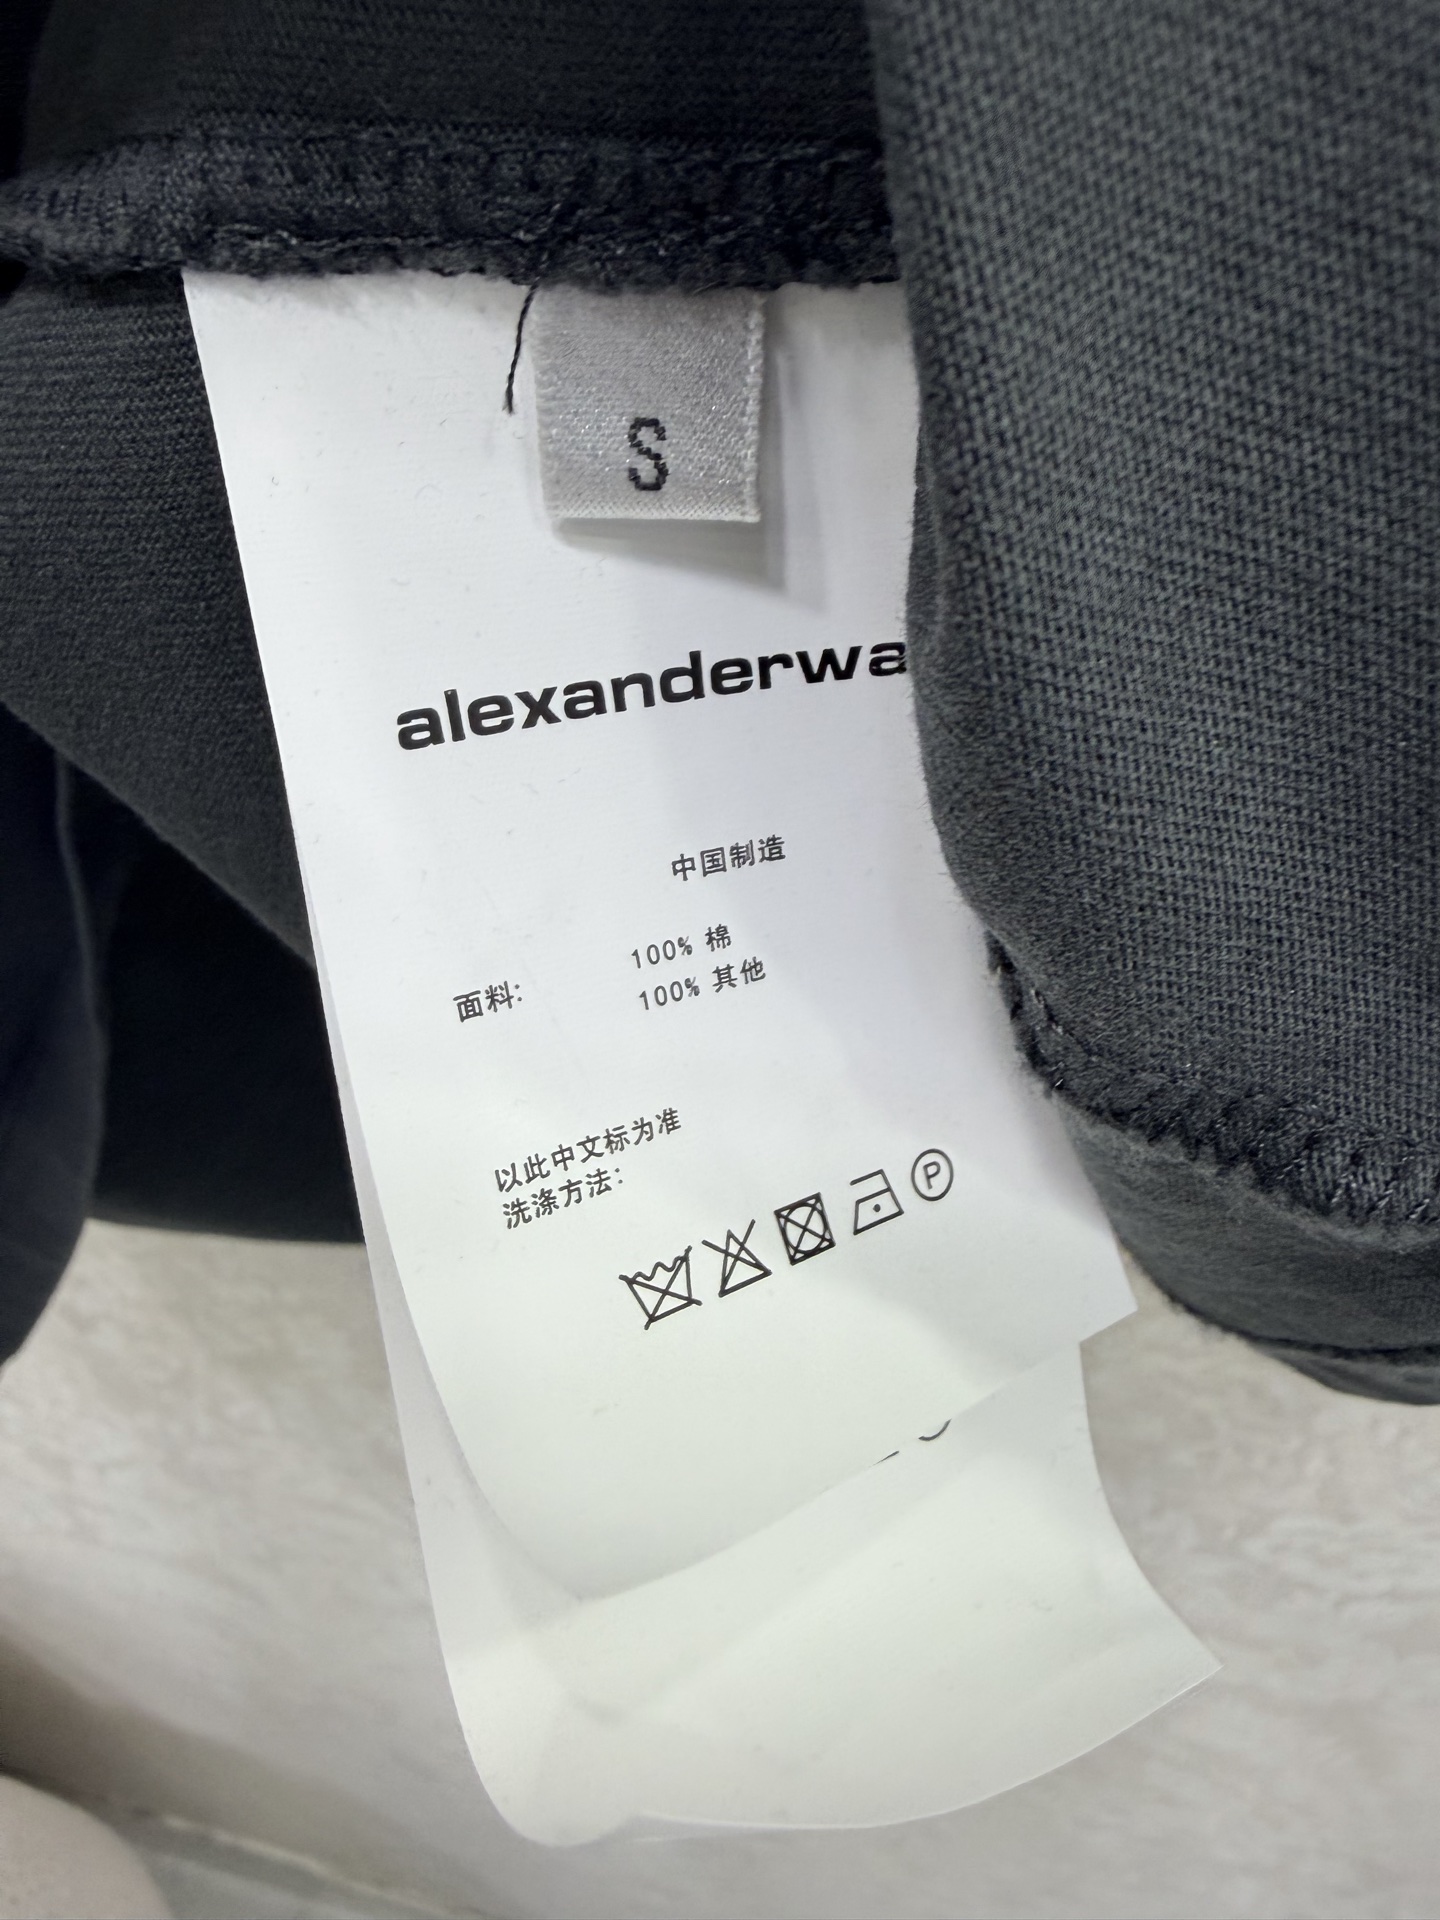 S
alexanderwa
中国制造
100% 棉
面料: 100% 其他
以此中文标为准
洗涤方法:
P